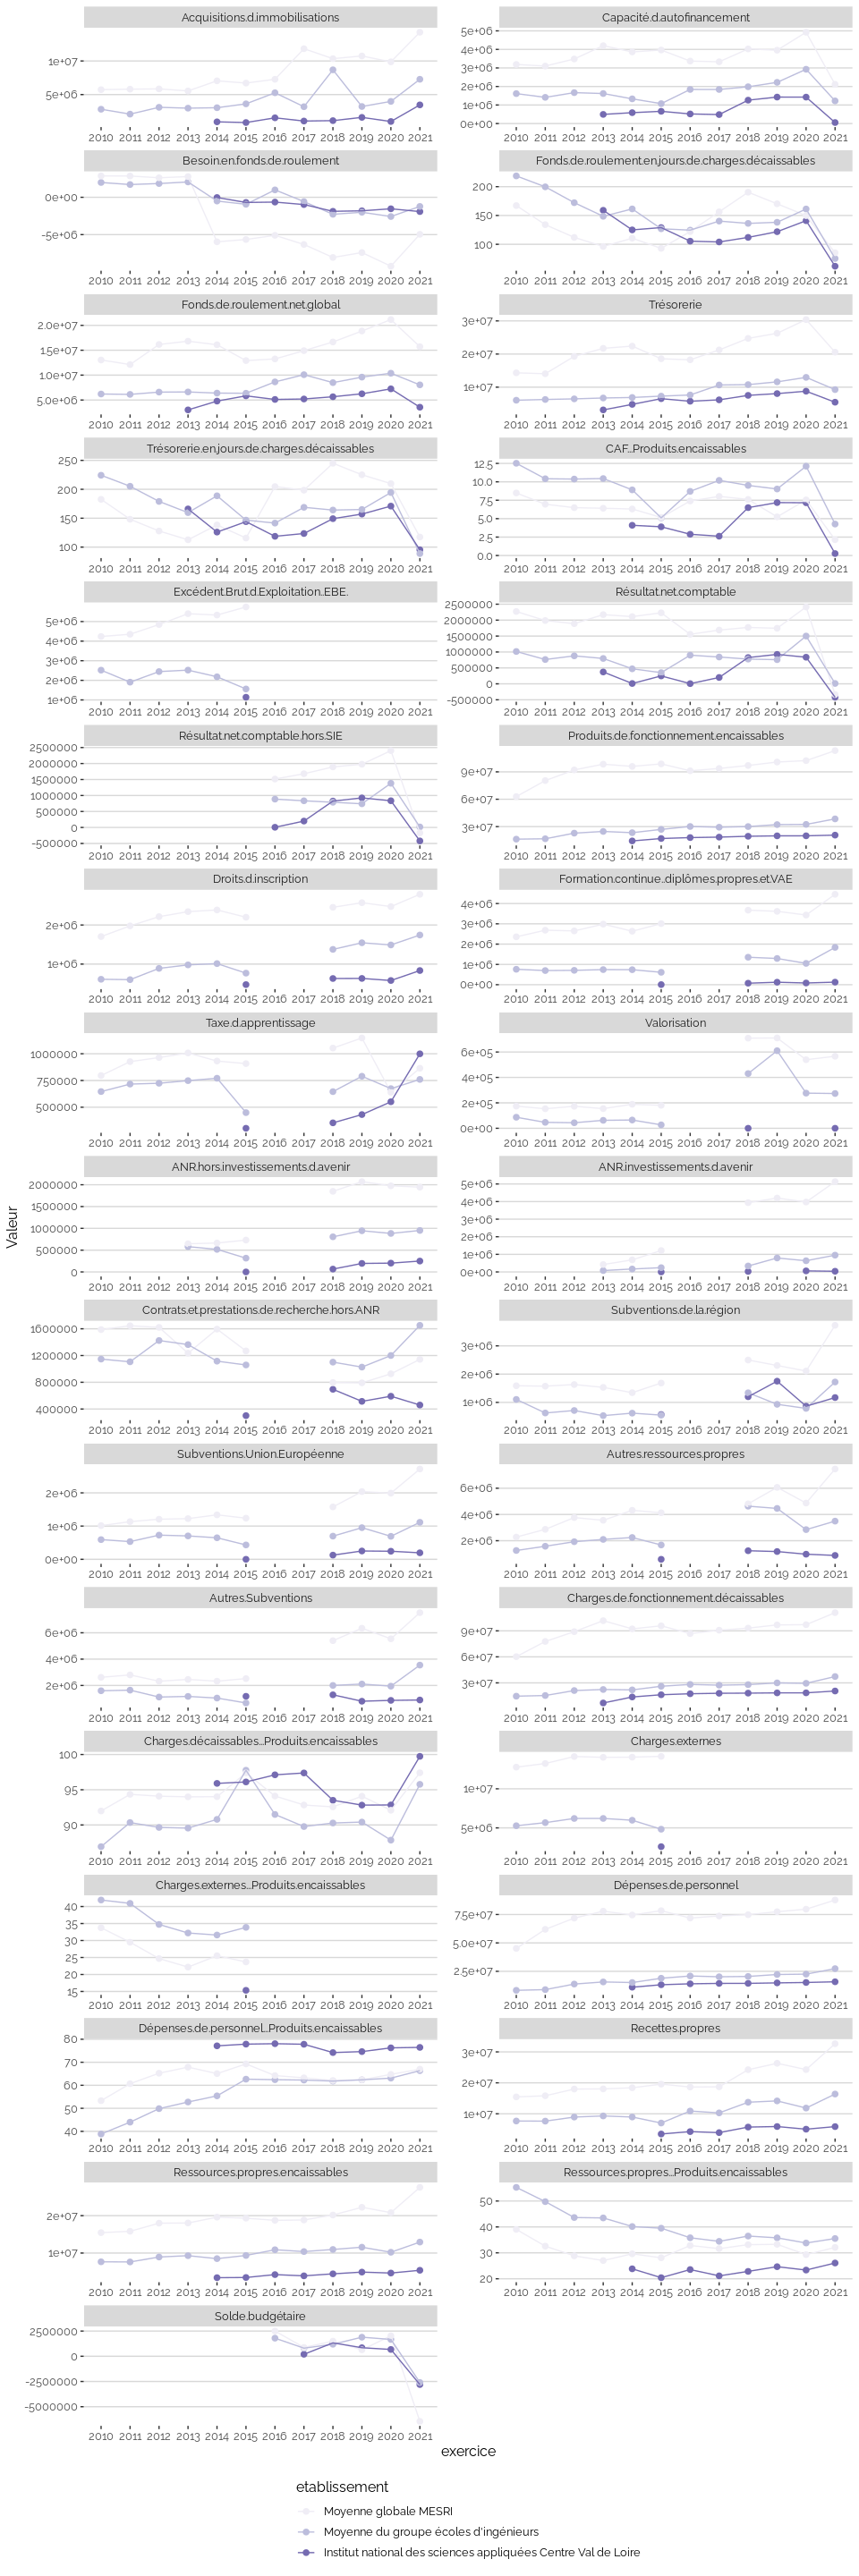 Acquisitions.d.immobilisations
Capacité.d.autofinancement
1e+07
5e+06
5e+06
4e+06
3e+06
2e+06
1e+06
0e+00
2010 2011 2012 2013 2014 2015 2016 2017 2018 2019 2020 2021
2010 2011 2012 2013 2014 2015 2016 2017 2018 2019 2020 2021
Besoin.en.fonds.de.roulement
Fonds.de.roulement.en.jours.de.charges.décaissables
0e+00
-5e+06
200
150
100
2010 2011 2012 2013 2014 2015 2016 2017 2018 2019 2020 2021
2010 2011 2012 2013 2014 2015 2016 2017 2018 2019 2020 2021
Fonds.de.roulement.net.global
Trésorerie
2.0e+07
1.5e+07
1.0e+07
5.0e+06
3e+07
2e+07
1e+07
2010 2011 2012 2013 2014 2015 2016 2017 2018 2019 2020 2021
2010 2011 2012 2013 2014 2015 2016 2017 2018 2019 2020 2021
Trésorerie.en.jours.de.charges.décaissables
CAF...Produits.encaissables
250
200
150
100
12.5
10.0
7.5
5.0
2.5
0.0
2010 2011 2012 2013 2014 2015 2016 2017 2018 2019 2020 2021
2010 2011 2012 2013 2014 2015 2016 2017 2018 2019 2020 2021
Excédent.Brut.d.Exploitation..EBE.
Résultat.net.comptable
5e+06
4e+06
3e+06
2e+06
1e+06
2500000
2000000
1500000
1000000
500000
0
-500000
2010 2011 2012 2013 2014 2015 2016 2017 2018 2019 2020 2021
2010 2011 2012 2013 2014 2015 2016 2017 2018 2019 2020 2021
Résultat.net.comptable.hors.SIE
Produits.de.fonctionnement.encaissables
2500000
2000000
1500000
1000000
500000
0
-500000
9e+07
6e+07
3e+07
2010 2011 2012 2013 2014 2015 2016 2017 2018 2019 2020 2021
2010 2011 2012 2013 2014 2015 2016 2017 2018 2019 2020 2021
Droits.d.inscription
Formation.continue..diplômes.propres.et.VAE
2e+06
1e+06
4e+06
3e+06
2e+06
1e+06
0e+00
2010 2011 2012 2013 2014 2015 2016 2017 2018 2019 2020 2021
2010 2011 2012 2013 2014 2015 2016 2017 2018 2019 2020 2021
Taxe.d.apprentissage
Valorisation
1000000
750000
500000
6e+05
4e+05
2e+05
0e+00
2010 2011 2012 2013 2014 2015 2016 2017 2018 2019 2020 2021
2010 2011 2012 2013 2014 2015 2016 2017 2018 2019 2020 2021
ANR.hors.investissements.d.avenir
ANR.investissements.d.avenir
2000000
1500000
1000000
500000
0
5e+06
4e+06
3e+06
2e+06
1e+06
0e+00
2010 2011 2012 2013 2014 2015 2016 2017 2018 2019 2020 2021
2010 2011 2012 2013 2014 2015 2016 2017 2018 2019 2020 2021
Valeur
Contrats.et.prestations.de.recherche.hors.ANR
Subventions.de.la.région
1600000
1200000
800000
400000
3e+06
2e+06
1e+06
2010 2011 2012 2013 2014 2015 2016 2017 2018 2019 2020 2021
2010 2011 2012 2013 2014 2015 2016 2017 2018 2019 2020 2021
Subventions.Union.Européenne
Autres.ressources.propres
2e+06
1e+06
0e+00
6e+06
4e+06
2e+06
2010 2011 2012 2013 2014 2015 2016 2017 2018 2019 2020 2021
2010 2011 2012 2013 2014 2015 2016 2017 2018 2019 2020 2021
Autres.Subventions
Charges.de.fonctionnement.décaissables
6e+06
4e+06
2e+06
9e+07
6e+07
3e+07
2010 2011 2012 2013 2014 2015 2016 2017 2018 2019 2020 2021
2010 2011 2012 2013 2014 2015 2016 2017 2018 2019 2020 2021
Charges.décaissables...Produits.encaissables
Charges.externes
100
95
90
1e+07
5e+06
2010 2011 2012 2013 2014 2015 2016 2017 2018 2019 2020 2021
2010 2011 2012 2013 2014 2015 2016 2017 2018 2019 2020 2021
Charges.externes...Produits.encaissables
Dépenses.de.personnel
40
35
30
25
20
15
7.5e+07
5.0e+07
2.5e+07
2010 2011 2012 2013 2014 2015 2016 2017 2018 2019 2020 2021
2010 2011 2012 2013 2014 2015 2016 2017 2018 2019 2020 2021
Dépenses.de.personnel...Produits.encaissables
Recettes.propres
80
70
60
50
40
3e+07
2e+07
1e+07
2010 2011 2012 2013 2014 2015 2016 2017 2018 2019 2020 2021
2010 2011 2012 2013 2014 2015 2016 2017 2018 2019 2020 2021
Ressources.propres.encaissables
Ressources.propres...Produits.encaissables
2e+07
1e+07
50
40
30
20
2010 2011 2012 2013 2014 2015 2016 2017 2018 2019 2020 2021
2010 2011 2012 2013 2014 2015 2016 2017 2018 2019 2020 2021
Solde.budgétaire
2500000
0
-2500000
-5000000
2010 2011 2012 2013 2014 2015 2016 2017 2018 2019 2020 2021
exercice
etablissement
Moyenne globale MESRI
Moyenne du groupe écoles d'ingénieurs
Institut national des sciences appliquées Centre Val de Loire